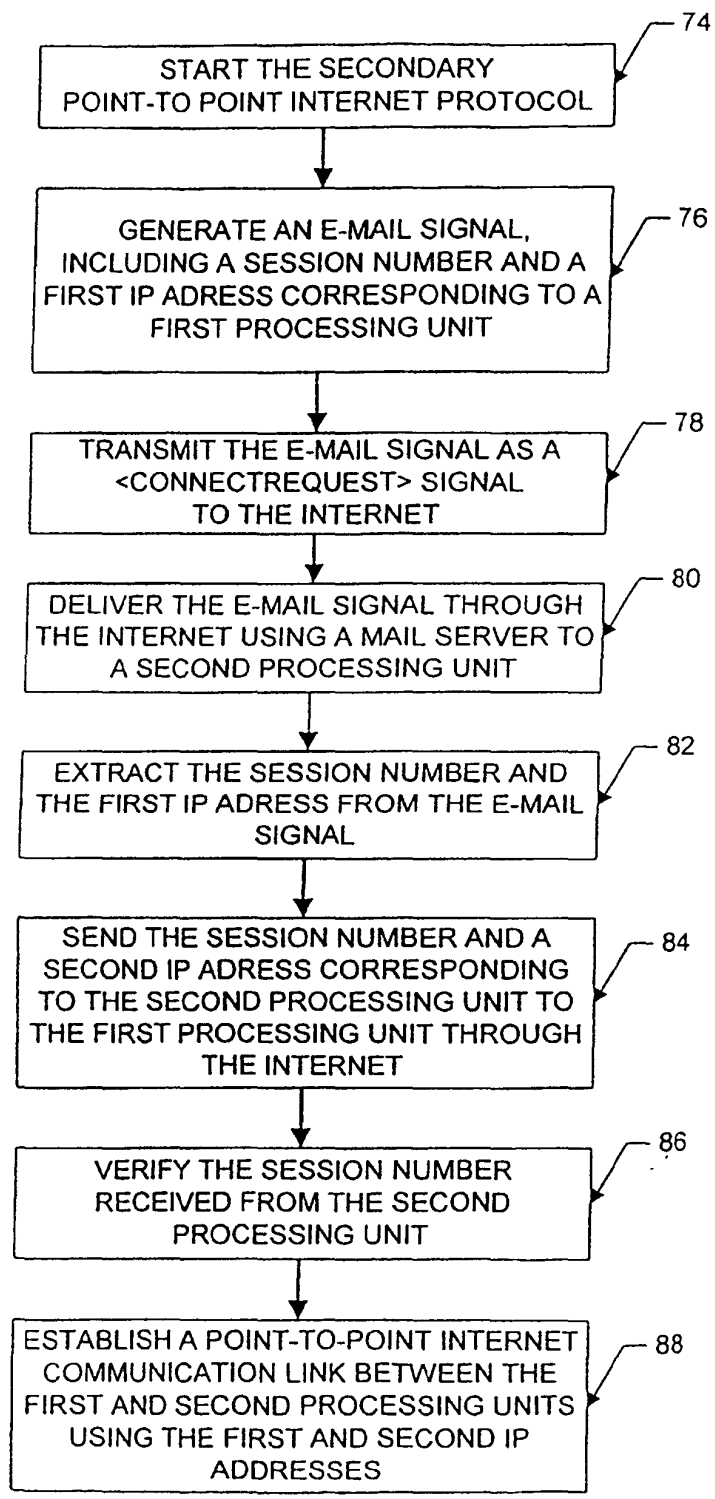 74
START THE SECONDARY
POINT-TO POINT INTERNET PROTOCOL
76
GENERATE AN E-MAIL SIGNAL,
INCLUDING A SESSION NUMBER AND A
FIRST IP ADRESS CORRESPONDING TO A
FIRST PROCESSING UNIT
78
TRANSMIT THE E-MAIL SIGNAL AS A
<CONNECTREQUEST> SIGNAL
TO THE INTERNET
80
DELIVER THE E-MAIL SIGNAL THROUGH
THE INTERNET USING A MAIL SERVER TO
A SECOND PROCESSING UNIT
82
EXTRACT THE SESSION NUMBER AND
THE FIRST IP ADRESS FROM THE E-MAIL
SIGNAL
84
SEND THE SESSION NUMBER AND A
SECOND IP ADRESS CORRESPONDING
TO THE SECOND PROCESSING UNIT TO
THE FIRST PROCESSING UNIT THROUGH
THE INTERNET
86
VERIFY THE SESSION NUMBER
RECEIVED FROM THE SECOND
PROCESSING UNIT
88
ESTABLISH A POINT-TO-POINT INTERNET
COMMUNICATION LINK BETWEEN THE
FIRST AND SECOND PROCESSING UNITS
USING THE FIRST AND SECOND IP
ADDRESSES